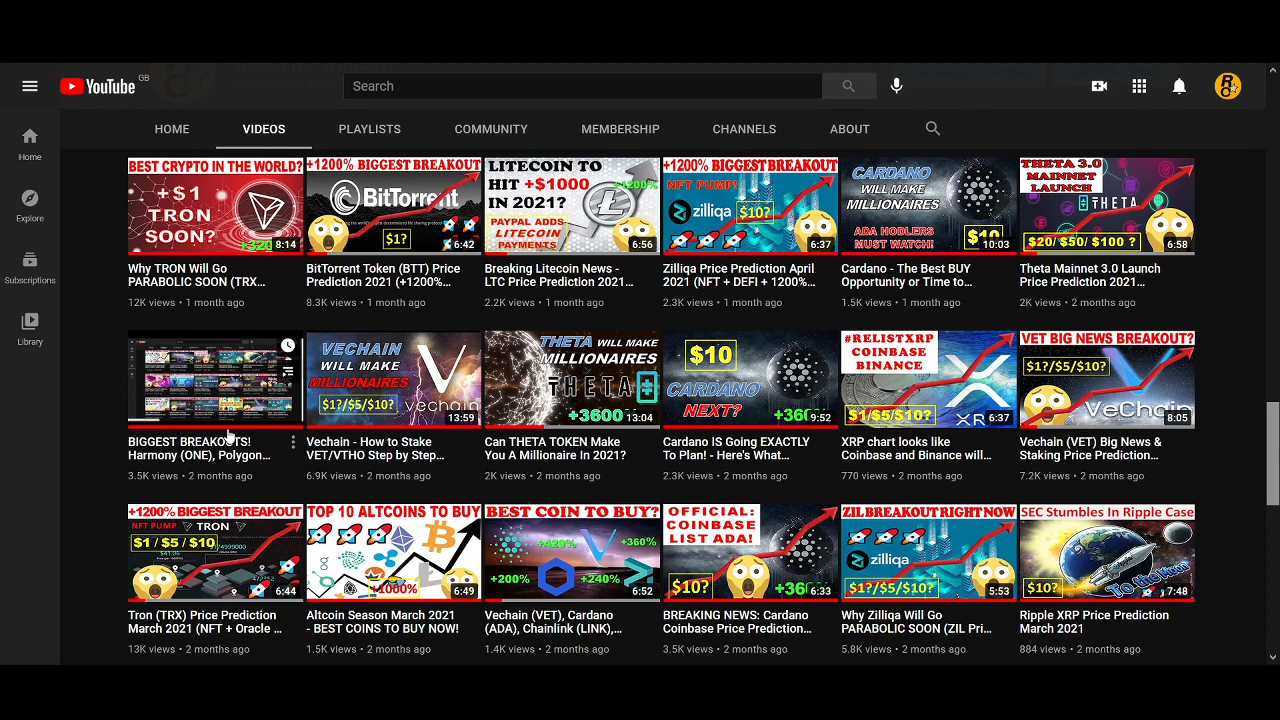 YouTube GB
Search
HOME VIDEOS PLAYLISTS COMMUNITY MEMBERSHIP CHANNELS ABOUT
Home
Explore
Subscriptions
Library
BEST CRYPTO IN THE WORLD?
+$1
TRON
SOON?
8:14
Why TRON Will Go
PARABOLIC SOON (TRX...
12K views • 1 month ago
+1200% BIGGEST BREAKOUT
BitTorrent
$1?
6:42
BitTorrent Token (BTT) Price
Prediction 2021 (+1200%...
8.3K views • 1 month ago
LITECOIN TO
HIT +$1000
IN 2021?
+1200%
PAYPAL ADDS
LITECOIN
PAYMENTS
6:56
Breaking Litecoin News -
LTC Price Prediction 2021...
2.2K views • 1 month ago
+1200% BIGGEST BREAKOUT
NFT PUMP!
zilliqa
$10?
6:37
Zilliqa Price Prediction April
2021 (NFT + DEFI + 1200%...
2.3K views • 1 month ago
CARDANO
WILL MAKE
MILLIONAIRES
ADA HODLERS
MUST WATCH!
$10
10:03
Cardano - The Best BUY
Opportunity or Time to...
1.5K views • 1 month ago
THETA 3.0
MAINNET
LAUNCH
THETA
$20/ $50/ $100 ?
6:58
Theta Mainnet 3.0 Launch
Price Prediction 2021...
2K views • 2 months ago
BIGGEST BREAKOUTS!
Harmony (ONE), Polygon...
3.5K views • 2 months ago
VECHAIN
WILL MAKE
MILLIONAIRES
$1?/$5/$10?
vechain
13:59
Vechain - How to Stake
VET/VTHO Step by Step...
6.9K views • 2 months ago
THETA WILL MAKE
MILLIONAIRES
THETA
+3600
13:04
Can THETA TOKEN Make
You A Millionaire In 2021?
2K views • 2 months ago
$10
CARDANO
NEXT?
+360
9:52
Cardano IS Going EXACTLY
To Plan! - Here's What...
2.3K views • 2 months ago
#RELISTXRP
COINBASE
BINANCE
$1/$5/$10?
XR
6:37
XRP chart looks like
Coinbase and Binance will...
770 views • 2 months ago
VET BIG NEWS BREAKOUT?
$1?/$5/$10?
VeChain
8:05
Vechain (VET) Big News &
Staking Price Prediction...
7.2K views • 2 months ago
+1200% BIGGEST BREAKOUT
NFT PUMP TRON
$1 / $5 / $10
6:44
Tron (TRX) Price Prediction
March 2021 (NFT + Oracle ...
13K views • 2 months ago
TOP 10 ALTCOINS TO BUY
+1000%
6:49
Altcoin Season March 2021
- BEST COINS TO BUY NOW!
1.5K views • 2 months ago
BEST COIN TO BUY?
+420% +360%
+200% +240%
6:52
Vechain (VET), Cardano
(ADA), Chainlink (LINK),...
1.4K views • 2 months ago
OFFICIAL:
COINBASE
LIST ADA!
$10?
+36
6:33
BREAKING NEWS: Cardano
Coinbase Price Prediction...
3.5K views • 2 months ago
ZIL BREAKOUT RIGHT NOW
zilliqa
$1?/$5/$10?
5:53
Why Zilliqa Will Go
PARABOLIC SOON (ZIL Pri...
5.8K views • 2 months ago
SEC Stumbles In Ripple Case
$10?
7:48
Ripple XRP Price Prediction
March 2021
884 views • 2 months ago